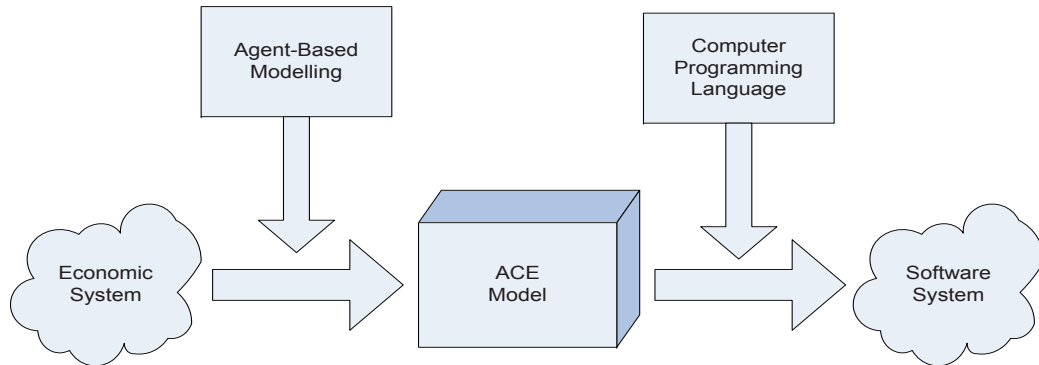 Agent-Based
Modelling
Computer
Programming
Language
Economic
System
ACE
Model
Software
System